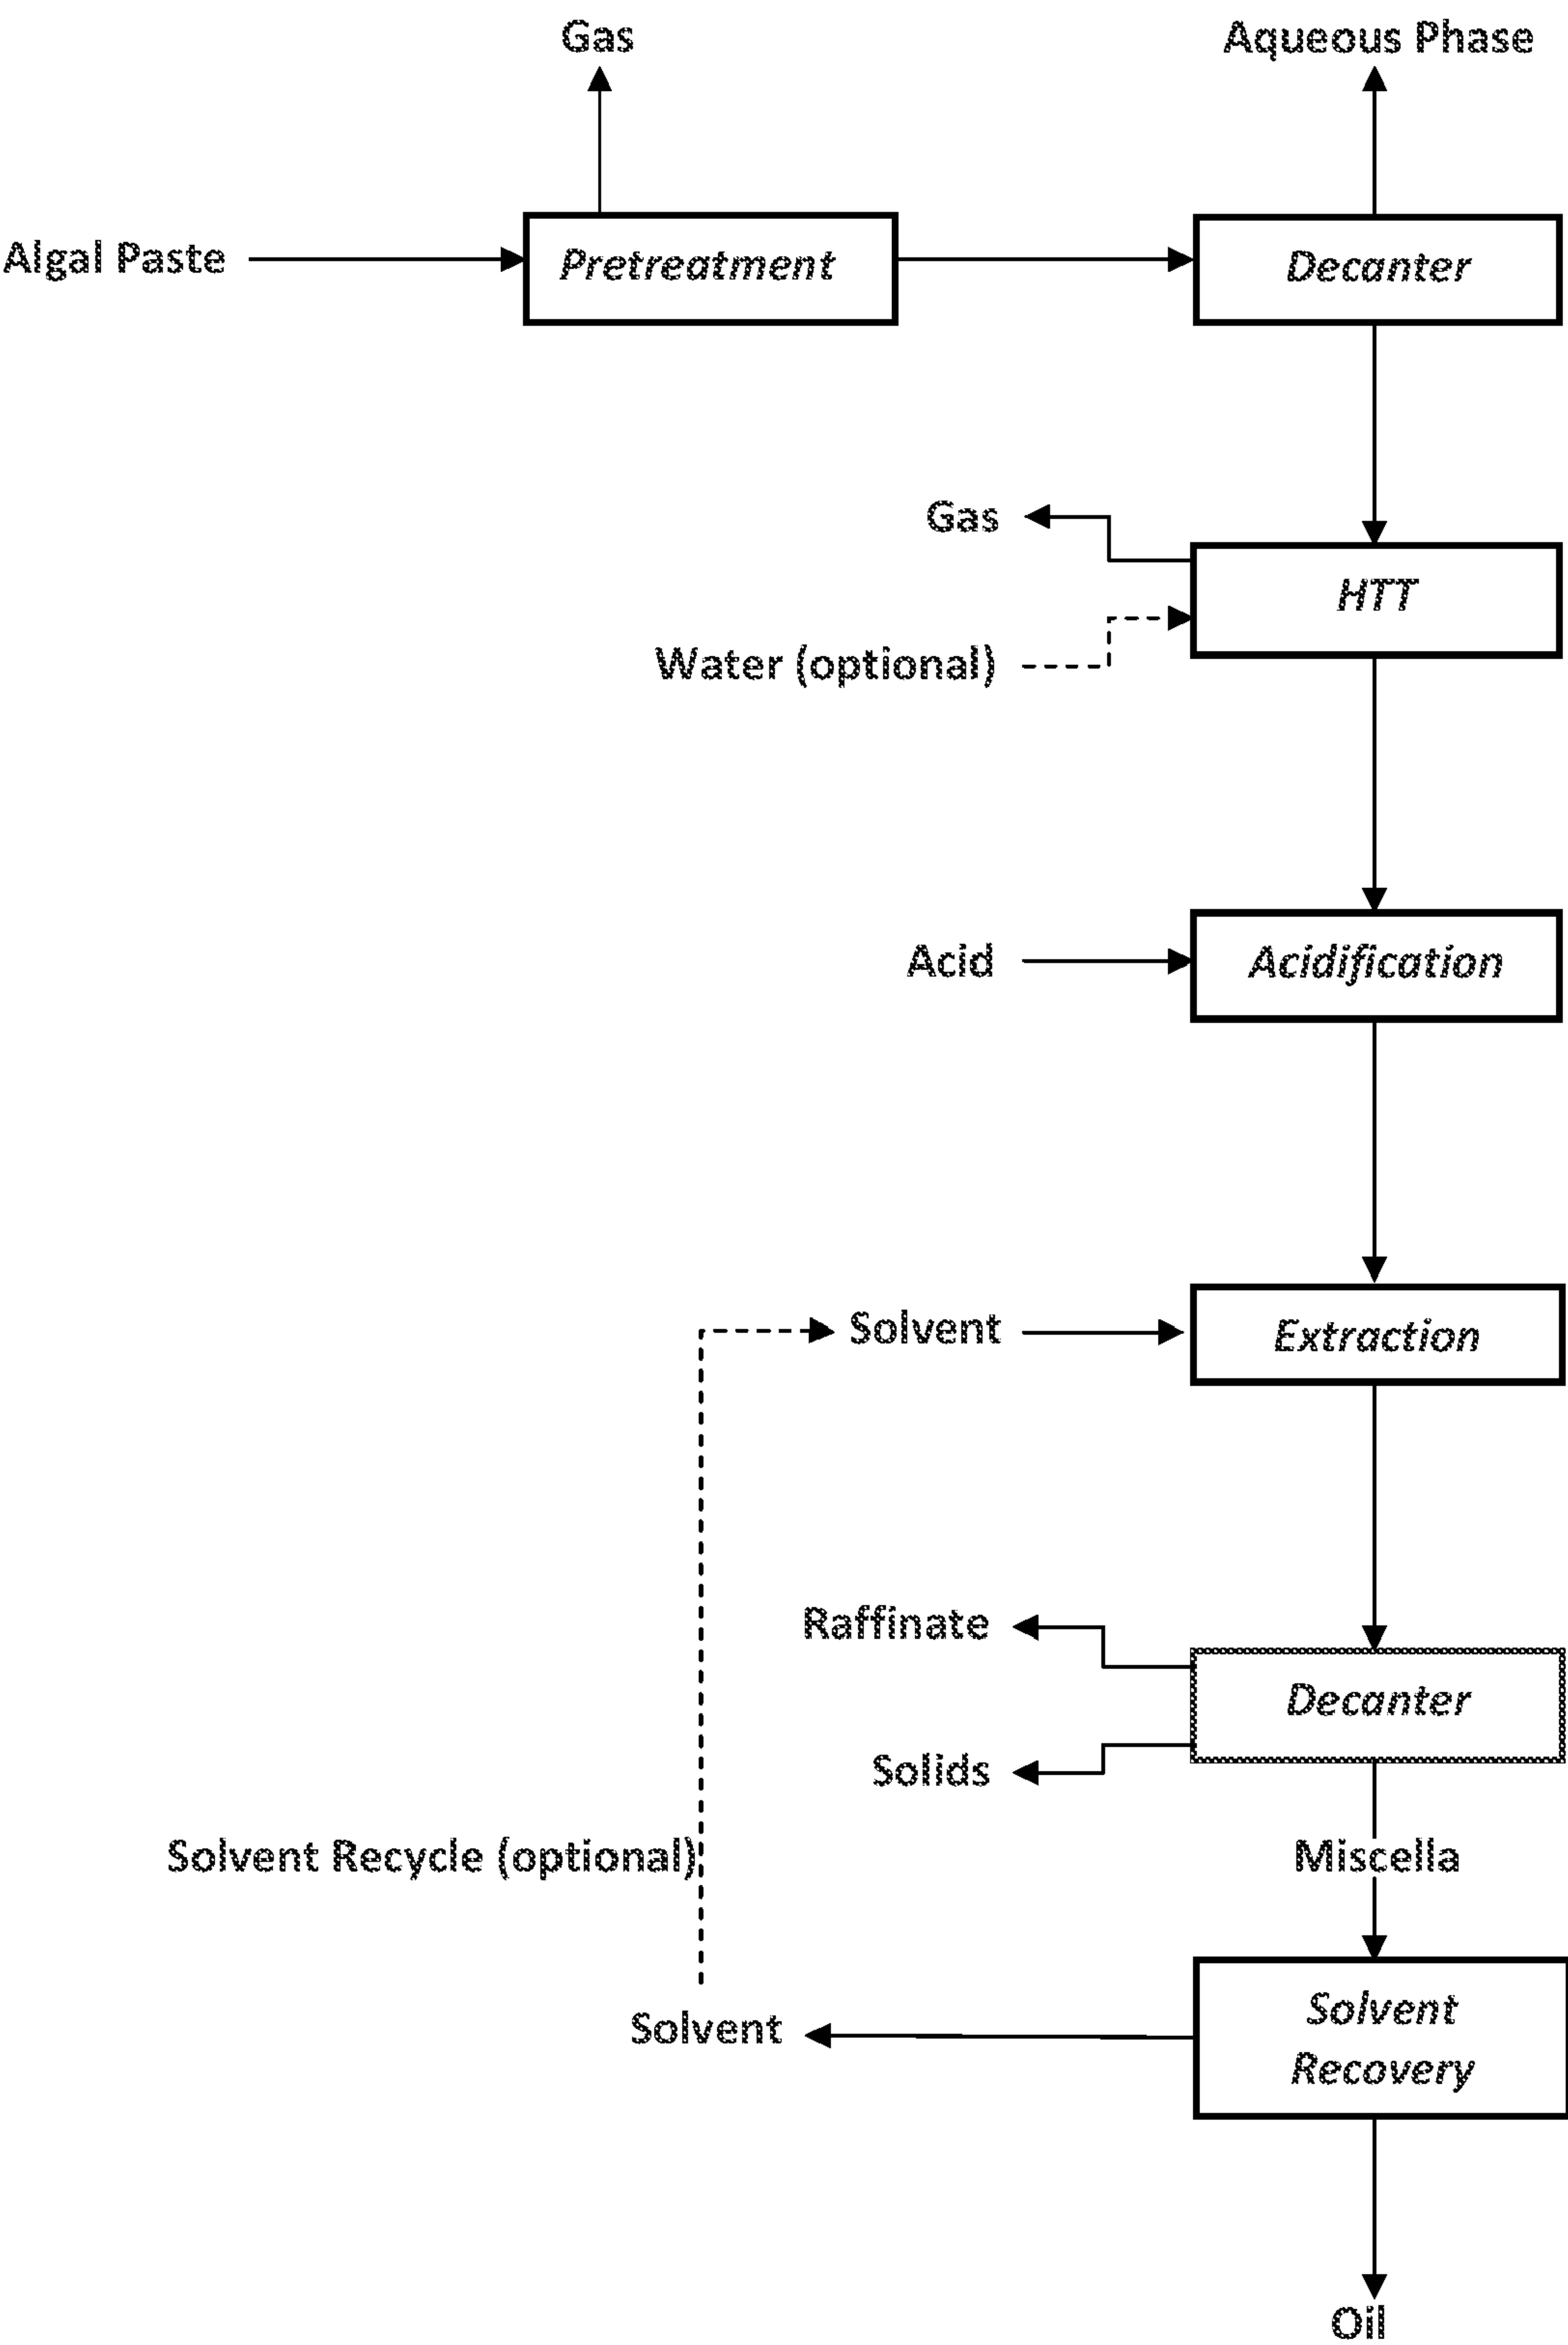 Gas
Aqueous Phase
Algal Paste
Pretreatment
Decanter
Gas
HTT
Water (optional)
Acid
Acidification
Solvent
Extraction
Raffinate
Decanter
Solids
Solvent Recycle (optional)
Miscella
Solvent
Solvent
Recovery
Oil